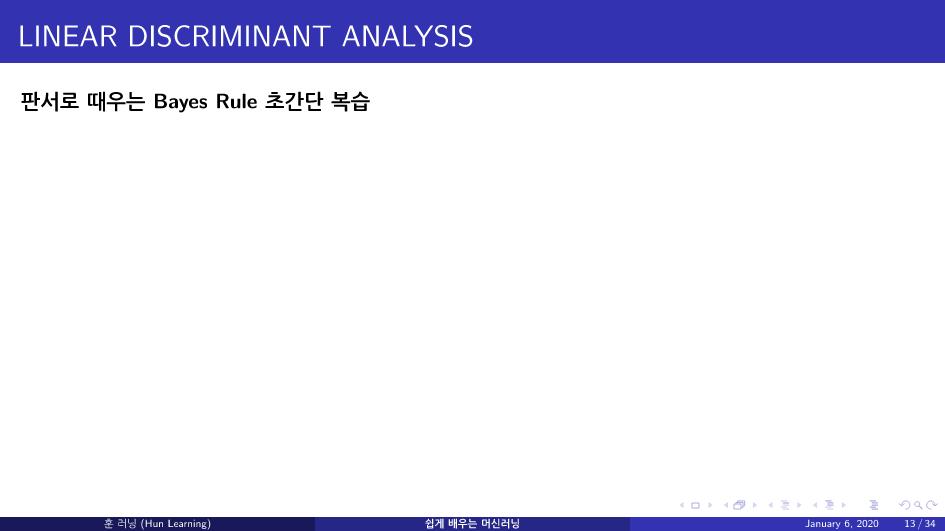 LINEAR DISCRIMINANT ANALYSIS
판서로 때우는 Bayes Rule 초간단 복습
훈 러닝 (Hun Learning)
쉽게 배우는 머신러닝
January 6, 2020
13 / 34